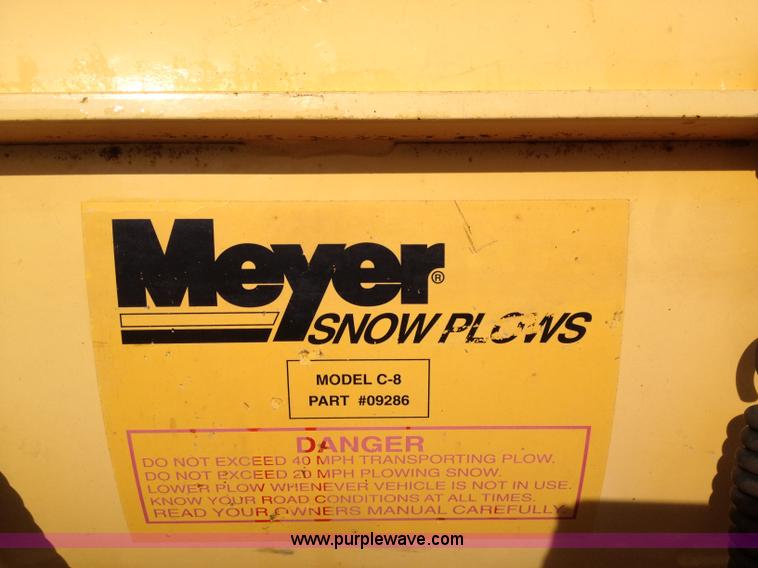 Meyer®
SNOW PLOWS
MODEL C-8
PART #09286
DANGER
DO NOT EXCEED 40 MPH TRANSPORTING PLOW.
DO NOT EXCEED 20 MPH PLOWING SNOW.
LOWER PLOW WHENEVER VEHICLE IS NOT IN USE.
KNOW YOUR ROAD CONDITIONS AT ALL TIMES.
READ YOUR OWNERS MANUAL CAREFULLY.
www.purplewave.com